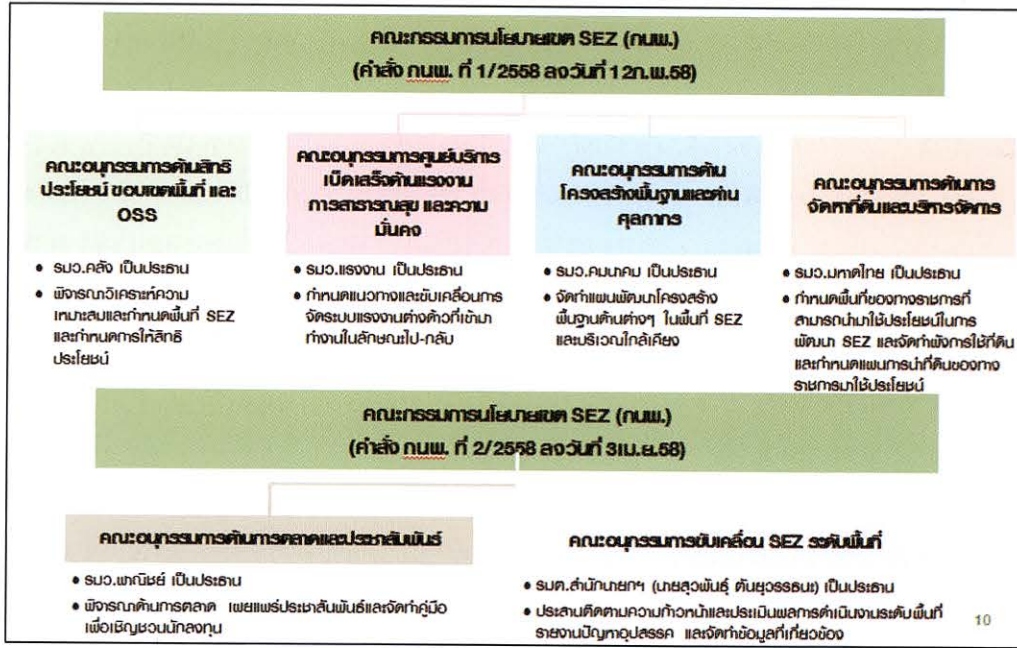 คณะกรรมการนโยบายเขต SEZ (กนพ.)
(คำสั่ง กนพ. ที่ 1/2558 ลงวันที่ 12ก.พ.58)
คณะอนุกรรมการด้านสิทธิ
ประโยชน์ ขอบเขตพื้นที่ และ
OSS
รมว.คลัง เป็นประธาน
พิจารณาวิเคราะห์ความ
เหมาะสมและกำหนดพื้นที่ SEZ
และกำหนดการให้สิทธิ
ประโยชน์
คณะอนุกรรมการศูนย์บริการ
เบ็ดเสร็จด้านแรงงาน
การสาธารณสุข และความ
มั่นคง
รมว.แรงงาน เป็นประธาน
กำหนดแนวทางและขับเคลื่อนการ
จัดระบบแรงงานต่างด้าวที่เข้ามา
ทำงานในลักษณะไป-กลับ
คณะอนุกรรมการด้าน
โครงสร้างพื้นฐานและด่าน
ศุลกากร
รมว.คมนาคม เป็นประธาน
จัดทำแผนพัฒนาโครงสร้าง
พื้นฐานด้านต่างๆ ในพื้นที่ SEZ
และบริเวณใกล้เคียง
คณะอนุกรรมการด้านการ
จัดหาที่ดินและบริหารจัดการ
รมว.มหาดไทย เป็นประธาน
กำหนดพื้นที่ของทางราชการที่
สามารถนำมาใช้ประโยชน์ในการ
พัฒนา SEZ และจัดทำผังการใช้ที่ดิน
และกำหนดแผนการนำที่ดินของทาง
ราชการมาใช้ประโยชน์
คณะกรรมการนโยบายเขต SEZ (กนพ.)
(คำสั่ง กนพ. ที่ 2/2558 ลงวันที่ 3เม.ย.58)
คณะอนุกรรมการด้านการตลาดและประชาสัมพันธ์
รมว.พาณิชย์ เป็นประธาน
พิจารณาด้านการตลาด เผยแพร่ประชาสัมพันธ์และจัดทำคู่มือ
เพื่อเชิญชวนนักลงทุน
คณะอนุกรรมการขับเคลื่อน SEZ ระดับพื้นที่
รมต.สำนักนายกฯ (นายสุวพันธุ์ ตันยุวรรธนะ) เป็นประธาน
ประสานติดตามความก้าวหน้าและประเมินผลการดำเนินงานระดับพื้นที่
รายงานปัญหาอุปสรรค และจัดทำข้อมูลที่เกี่ยวข้อง
10